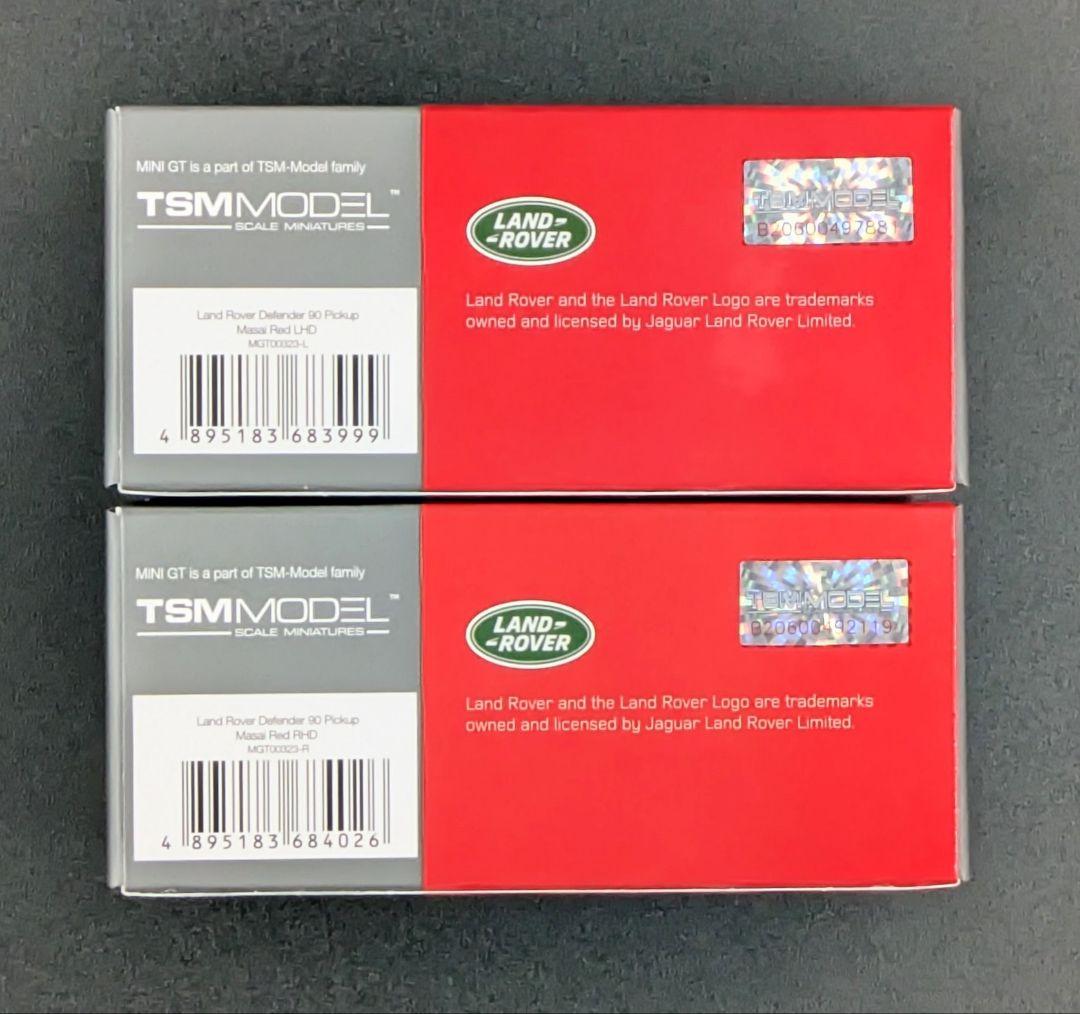 MINI GT is a part of TSM-Model family
TSMMODEL™
SCALE MINIATURES
Land Rover Defender 90 Pickup
Masai Red LHD
MGT00323-L
4 895183 683999
LAND-
-ROVER
Land Rover and the Land Rover Logo are trademarks
owned and licensed by Jaguar Land Rover Limited.
TSMMODEL
B20600497881
MINI GT is a part of TSM-Model family
TSMMODEL™
SCALE MINIATURES
Land Rover Defender 90 Pickup
Masai Red RHD
MGT00323-R
4 895183 684026
LAND-
-ROVER
Land Rover and the Land Rover Logo are trademarks
owned and licensed by Jaguar Land Rover Limited.
TSMMODEL
B20600492119